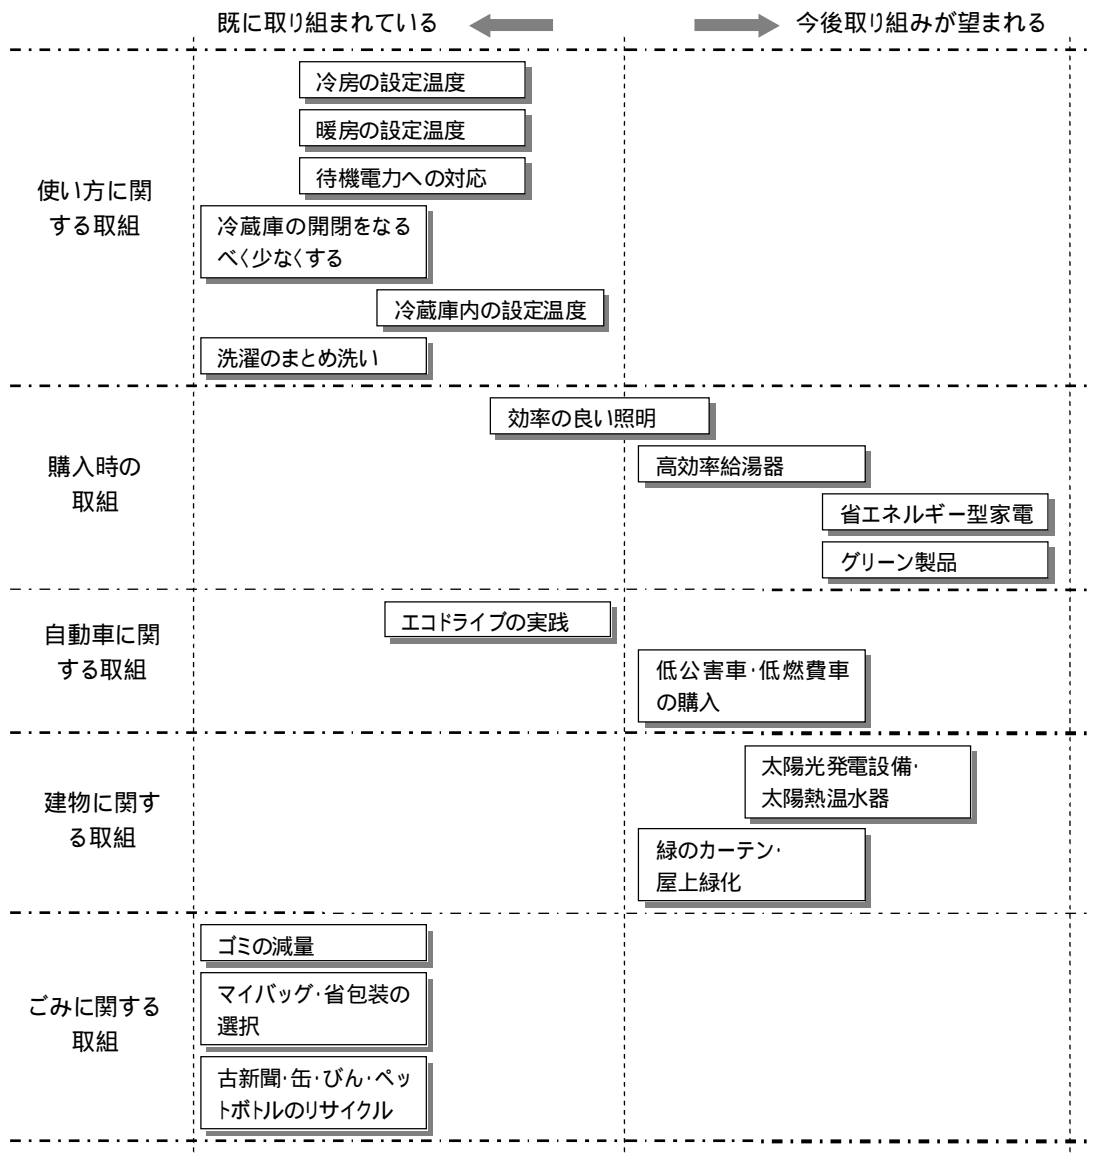 既に取り組まれている
今後取り組みが望まれる
使い方に関
する取組
冷房の設定温度
暖房の設定温度
待機電力への対応
冷蔵庫の開閉をなる
べく少なくする
冷蔵庫内の設定温度
洗濯のまとめ洗い
購入時の
取組
効率の良い照明
高効率給湯器
省エネルギー型家電
グリーン製品
自動車に関
する取組
エコドライブの実践
低公害車・低燃費車
の購入
建物に関す
る取組
太陽光発電設備・
太陽熱温水器
緑のカーテン・
屋上緑化
ごみに関する
取組
ゴミの減量
マイバッグ・省包装の
選択
古新聞・缶・びん・ペッ
トボトルのリサイクル